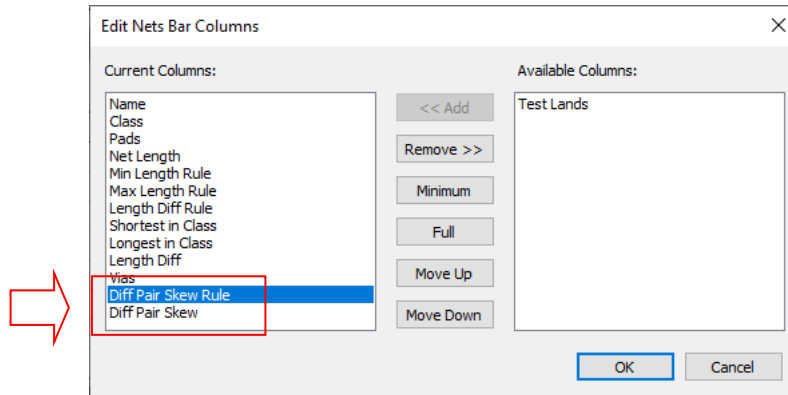 Edit Nets Bar Columns
Current Columns:
Available Columns:
Name
Class
Pads
Net Length
Min Length Rule
Max Length Rule
Length Diff Rule
Shortest in Class
Longest in Class
Length Diff
Vias
Diff Pair Skew Rule
Diff Pair Skew
<< Add
Remove >>
Minimum
Full
Move Up
Move Down
Test Lands
OK
Cancel